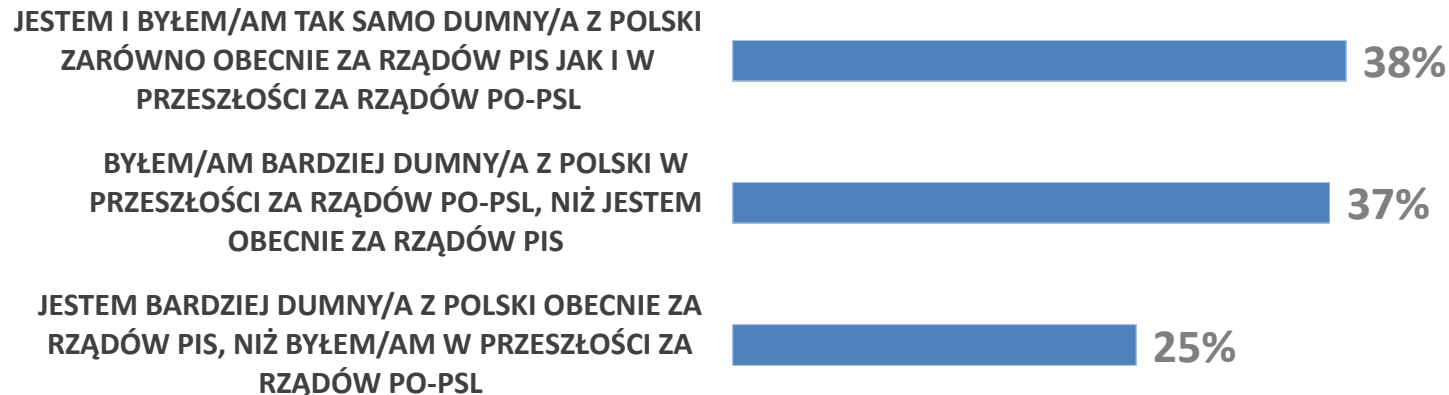 JESTEM I BYŁEM/AM TAK SAMO DUMNY/A Z POLSKI
ZARÓWNO OBECNIE ZA RZĄDÓW PIS JAK I W
PRZESZŁOŚCI ZA RZĄDÓW PO-PSL
38%
BYŁEM/AM BARDZIEJ DUMNY/A Z POLSKI W
PRZESZŁOŚCI ZA RZĄDÓW PO-PSL, NIŻ JESTEM
OBECNIE ZA RZĄDÓW PIS
37%
JESTEM BARDZIEJ DUMNY/A Z POLSKI OBECNIE ZA
RZĄDÓW PIS, NIŻ BYŁEM/AM W PRZESZŁOŚCI ZA
RZĄDÓW PO-PSL
25%